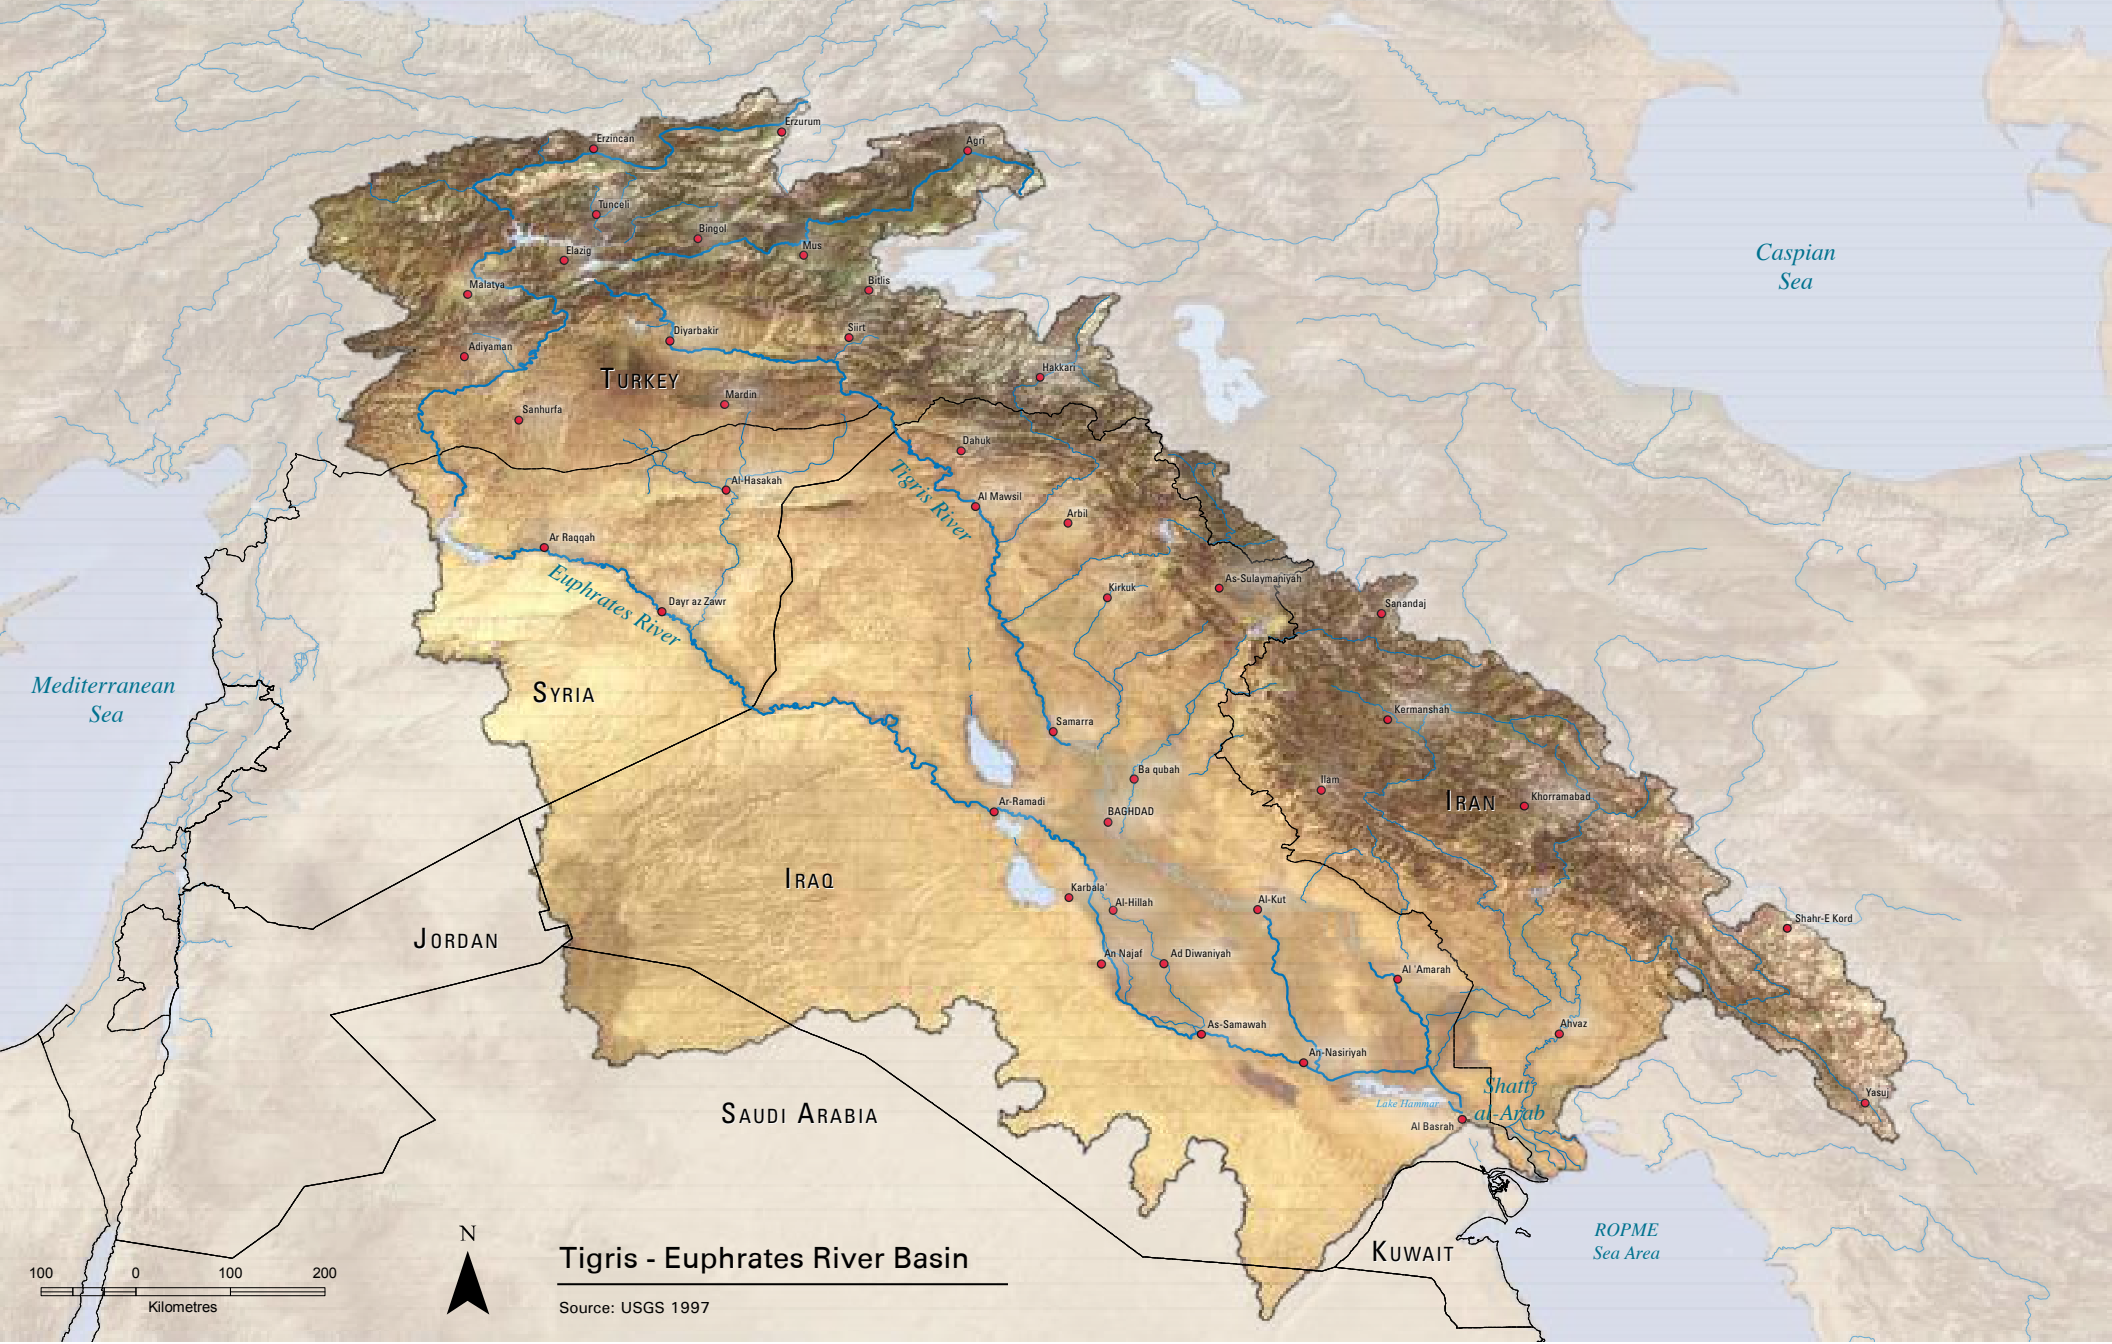 Erzurum
Erzincan
Agri
Tunceli
Bingol
Mus
Elazig
Caspian
Sea
Bitlis
Malatya
Diyarbakir
Siirt
Adiyaman
Turkey
Hakkari
Mardin
Sanhurfa
Dahuk
Tigris River
Al-Hasakah
Al Mawsil
Arbil
Ar Raqqah
Euphrates River
As-Sulaymaniyah
Kirkuk
Dayr az Zawr
Sanandaj
Mediterranean
Sea
Syria
Kermanshah
Samarra
Ba qubah
Ilam
Iran
Khorramabad
Ar-Ramadi
BAGHDAD
Iraq
Karbala'
Al-Hillah
Al-Kut
Shahr-E Kord
Jordan
An Najaf
Ad Diwaniyah
Al 'Amarah
As-Samawah
Ahvaz
An-Nasiriyah
Shatt
al-Arab
Lake Hammar
Yasuj
Al Basrah
Saudi Arabia
ROPME
Sea Area
Kuwait
N
Tigris - Euphrates River Basin
100 0 100 200
Kilometres
Source: USGS 1997